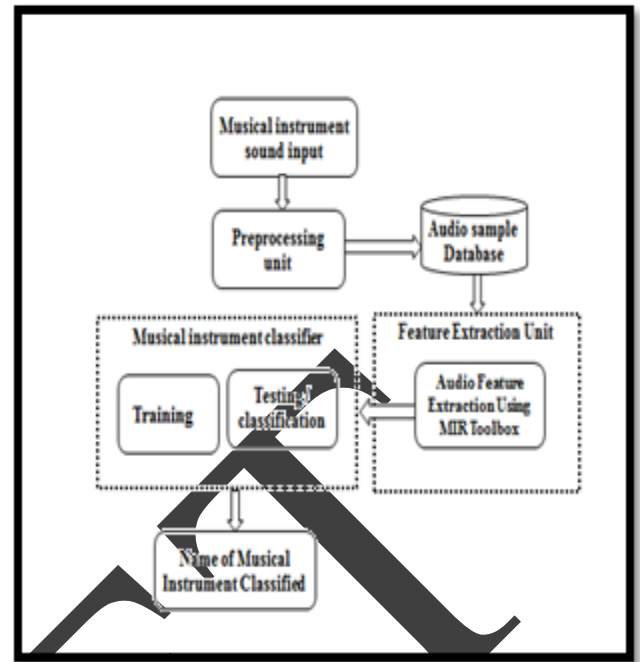 Musical instrument
sound input
Preprocessing
unit
Audio sample
Database
Musical instrument classifier
Feature Extraction Unit
Training
Testing/
classification
Audio Feature
Extraction Using
MIR Toolbox
Name of Musical
Instrument Classified